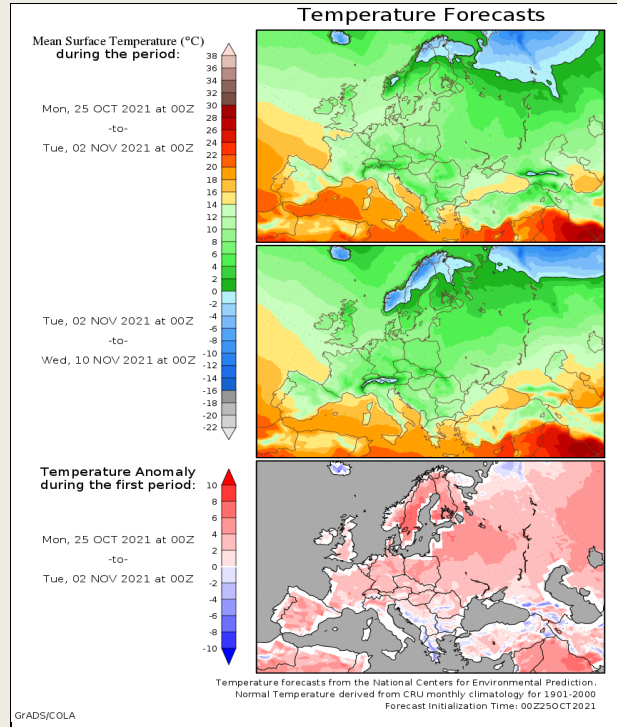 Temperature Forecasts
Mean Surface Temperature (°C)
during the period:
Mon, 25 OCT 2021 at 00Z
-to-
Tue, 02 NOV 2021 at 00Z
38
36
34
32
30
28
26
24
22
20
18
16
14
12
10
8
6
4
2
0
-2
-4
-6
-8
-10
-12
-14
-16
-18
-20
-22
Tue, 02 NOV 2021 at 00Z
-to-
Wed, 10 NOV 2021 at 00Z
Temperature Anomaly
during the first period:
Mon, 25 OCT 2021 at 00Z
-to-
Tue, 02 NOV 2021 at 00Z
10
8
6
4
2
0
-2
-4
-6
-8
-10
Temperature forecasts from the National Centers for Environmental Prediction.
Normal Temperature derived from CRU monthly climatology for 1901-2000
Forecast Initialization Time: 00Z25OCT2021
GrADS/COLA